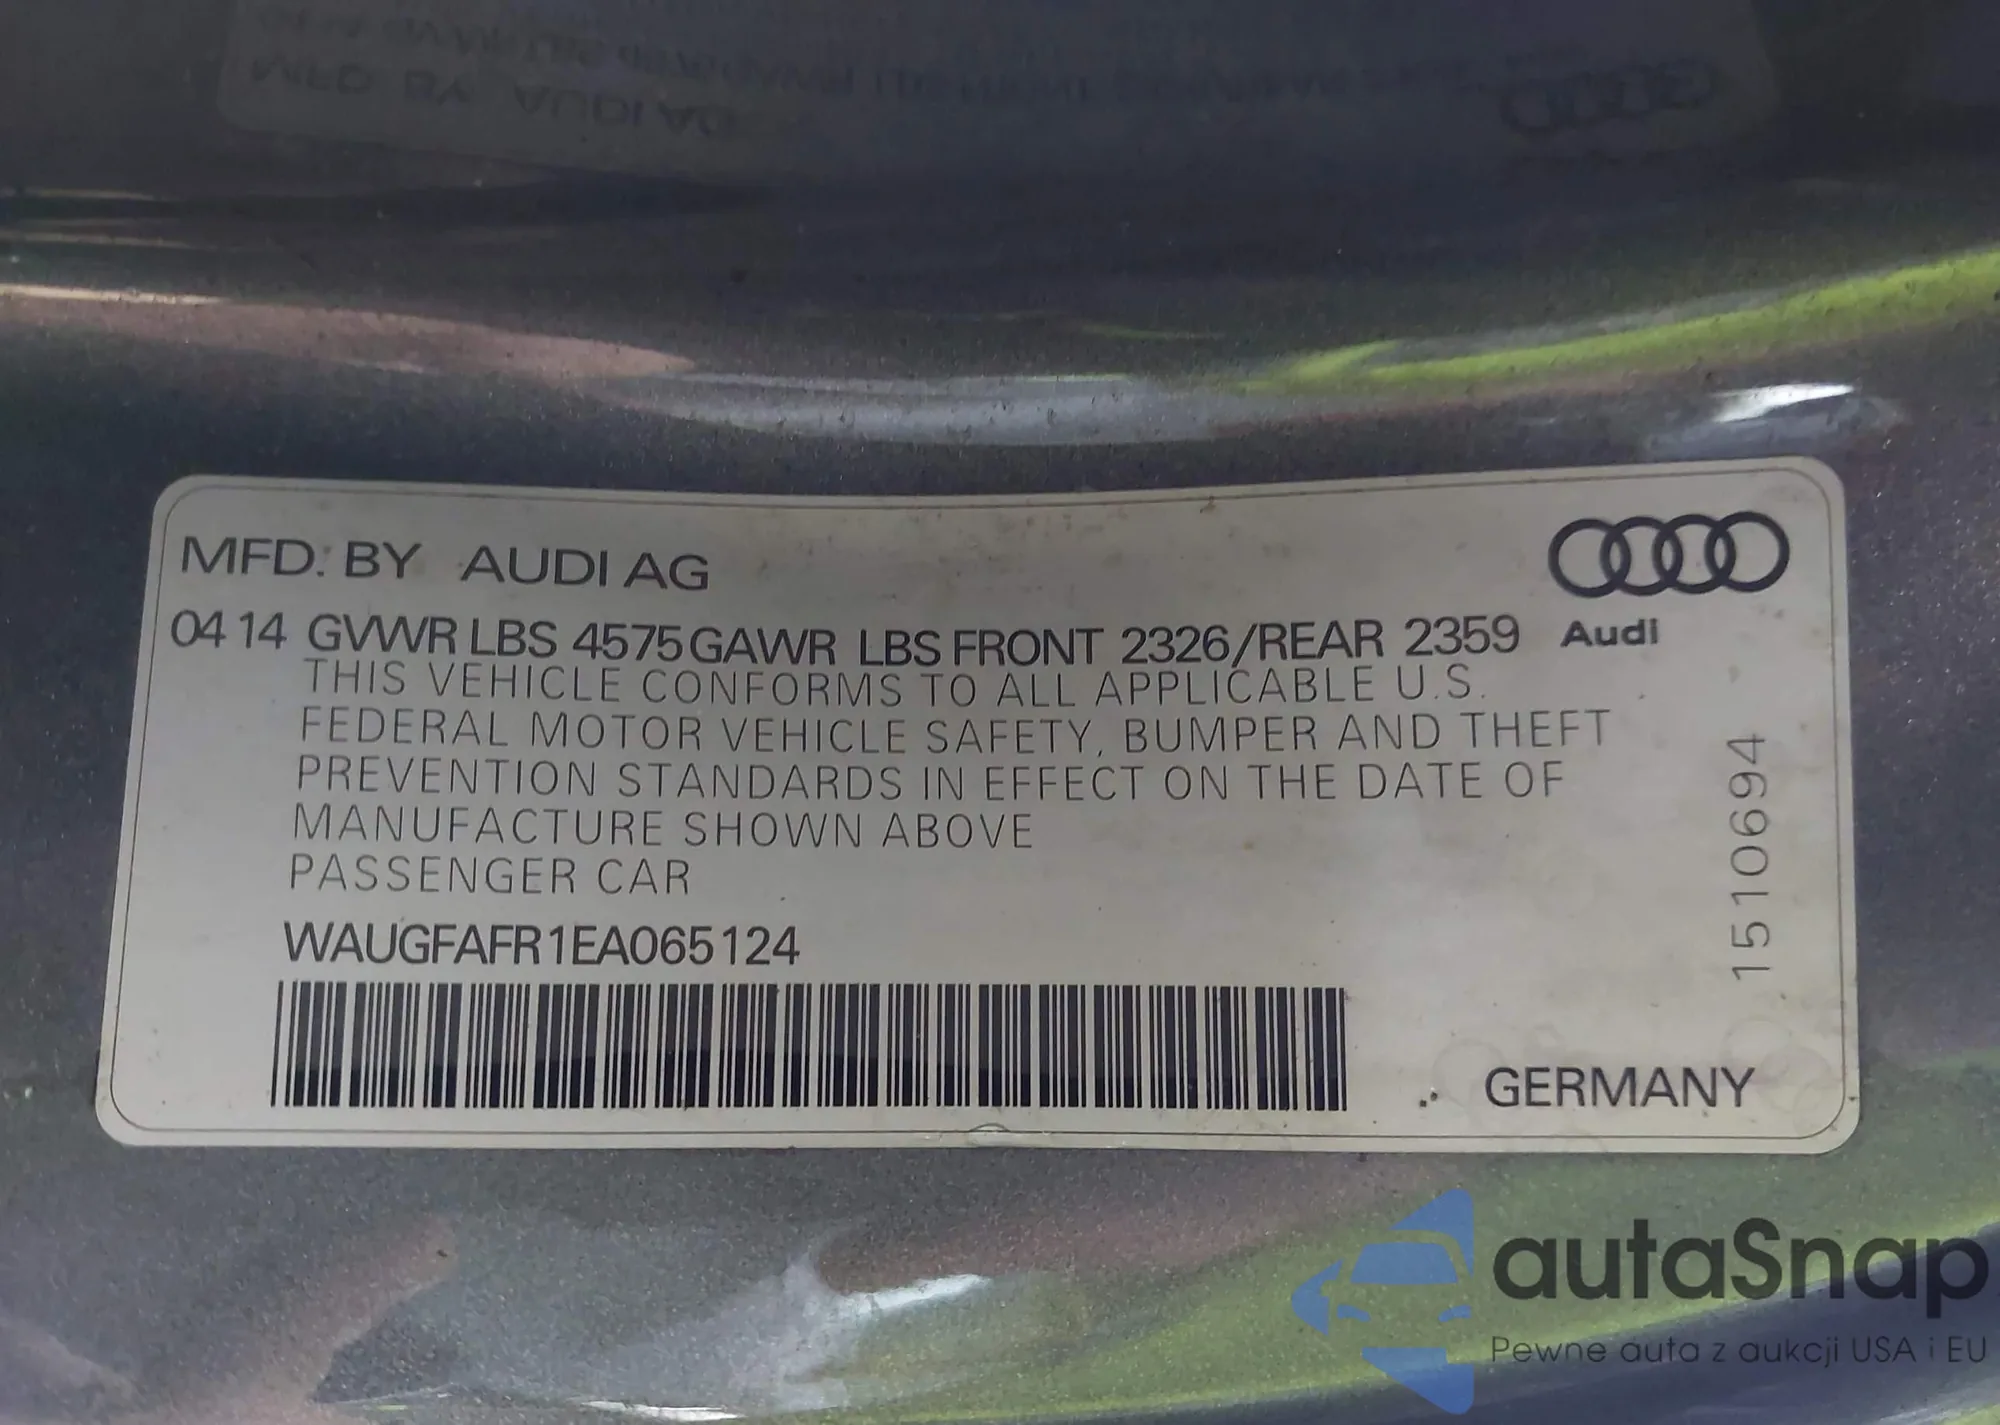 MFD. BY AUDI AG
0414 GVWR LBS 4575 GAWR LBS FRONT 2326/REAR 2359
Audi
THIS VEHICLE CONFORMS TO ALL APPLICABLE U.S.
FEDERAL MOTOR VEHICLE SAFETY, BUMPER AND THEFT
PREVENTION STANDARDS IN EFFECT ON THE DATE OF
MANUFACTURE SHOWN ABOVE
PASSENGER CAR
WAUGFAFR1EA065124
1510694
GERMANY
autaSnap
Pewne auta z aukcji USA i EU